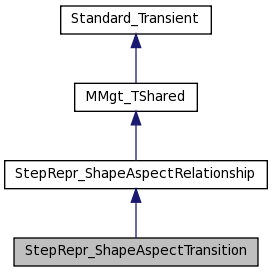 Standard_Transient
MMgt_TShared
StepRepr_ShapeAspectRelationship
StepRepr_ShapeAspectTransition